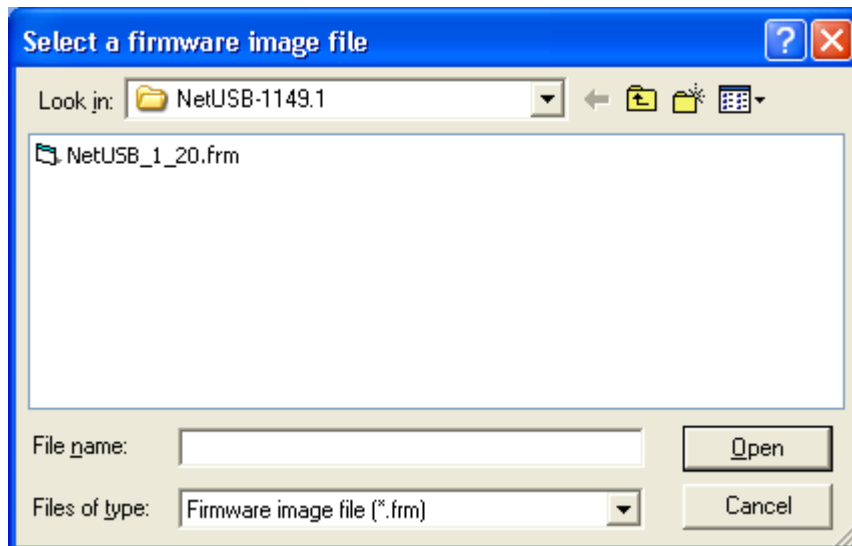 Select a firmware image file
Look in: NetUSB-1149.1
NetUSB_1_20.frm
File name:
Open
Files of type: Firmware image file (*.frm)
Cancel